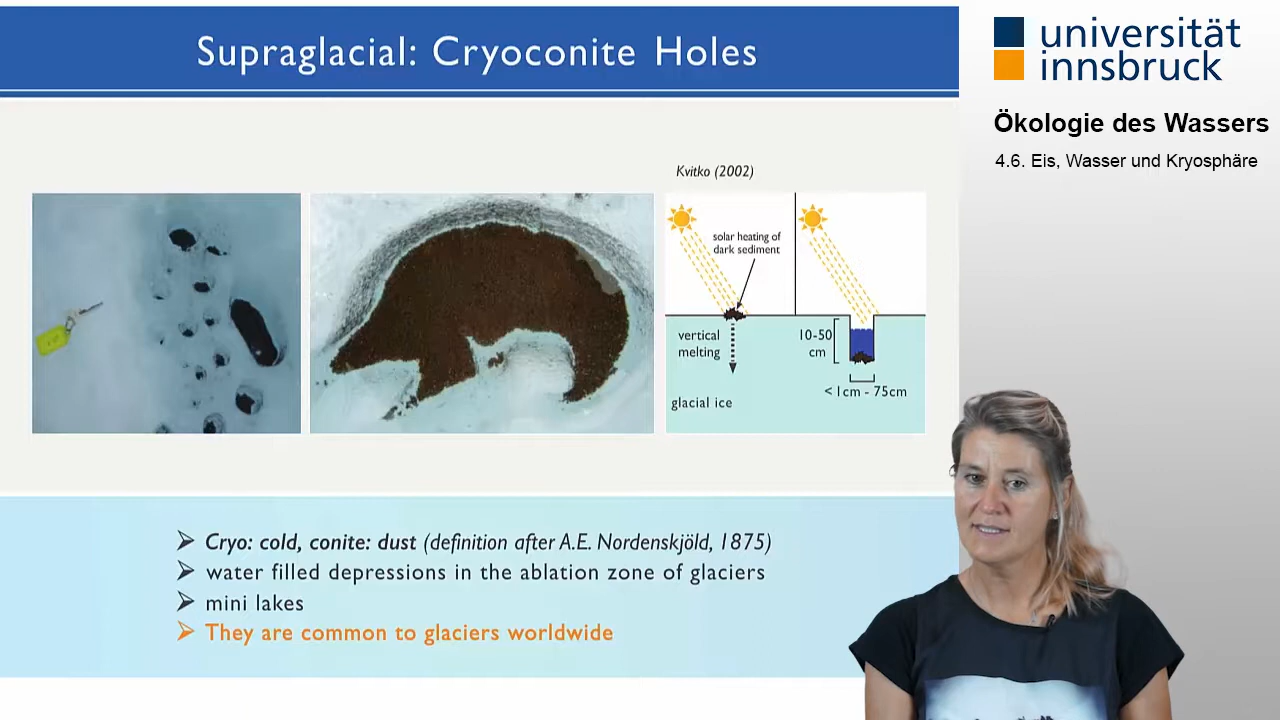 Supraglacial: Cryoconite Holes
universität
innsbruck
Ökologie des Wassers
4.6. Eis, Wasser und Kryosphäre
Kvitko (2002)
solar heating of
dark sediment
vertical
melting
glacial ice
10-50
cm
< 1cm - 75cm
➢ Cryo: cold, conite: dust (definition after A.E. Nordenskjöld, 1875)
➢ water filled depressions in the ablation zone of glaciers
➢ mini lakes
➢ They are common to glaciers worldwide